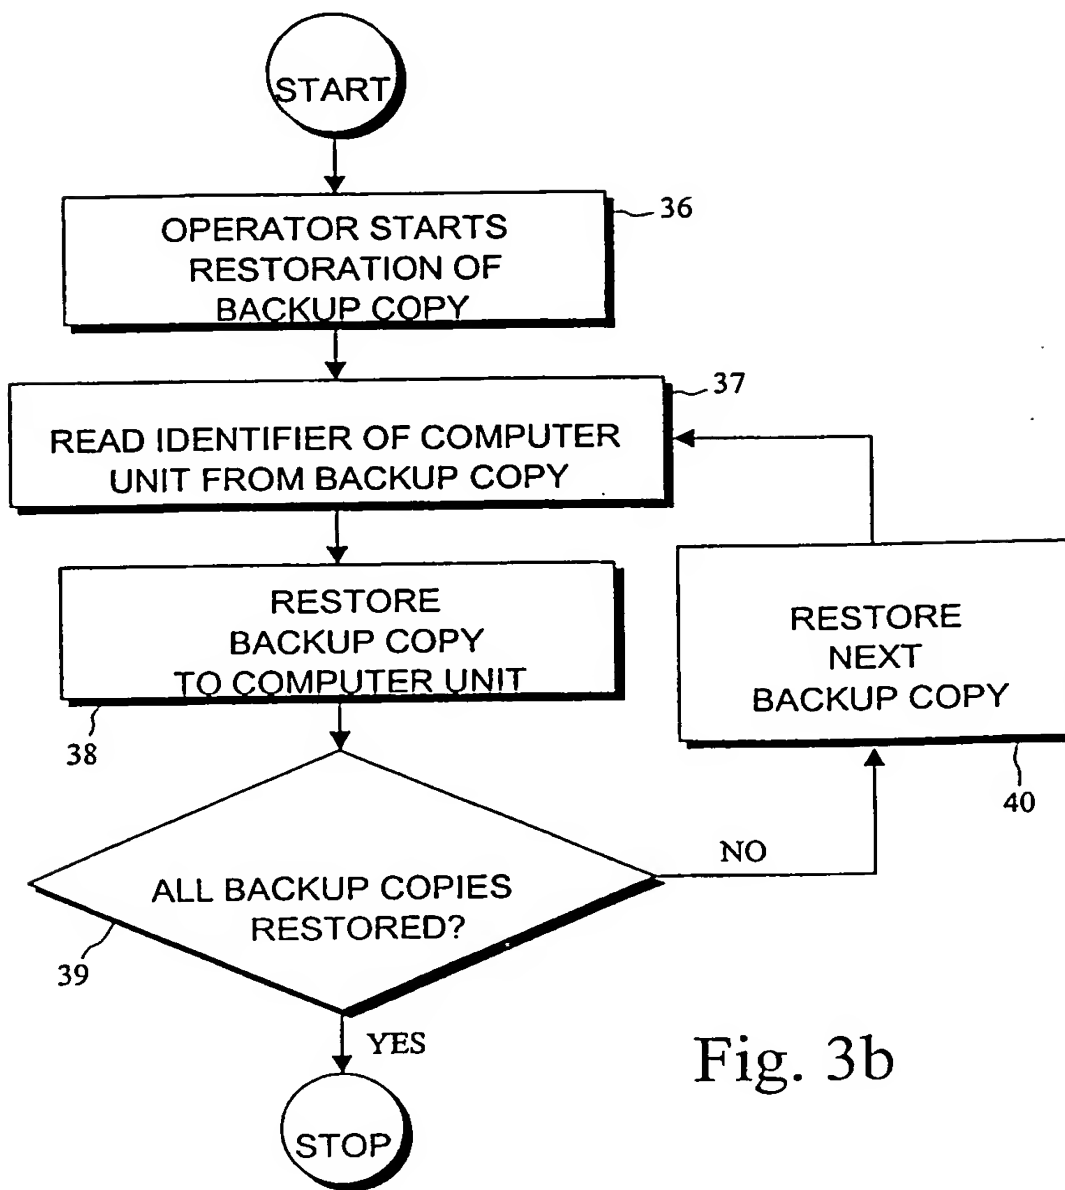 START
36
OPERATOR STARTS
RESTORATION OF
BACKUP COPY
37
READ IDENTIFIER OF COMPUTER
UNIT FROM BACKUP COPY
RESTORE
BACKUP COPY
TO COMPUTER UNIT
38
RESTORE
NEXT
BACKUP COPY
40
NO
ALL BACKUP COPIES
RESTORED?
39
YES
STOP
Fig. 3b